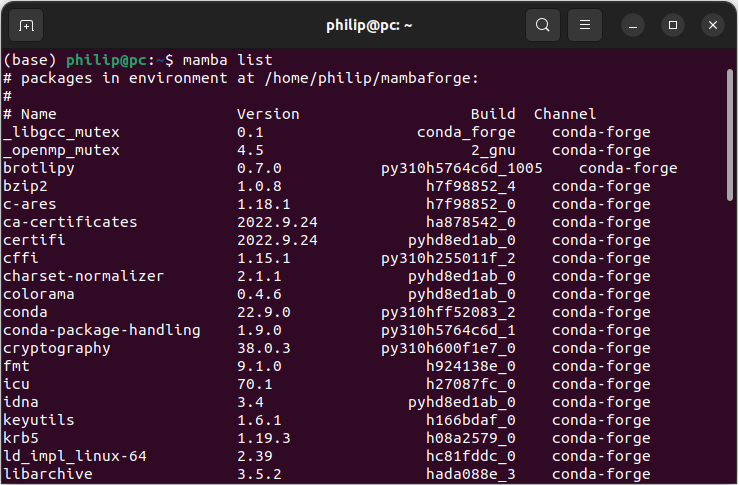 philip@pc: ~
(base) philip@pc:~$ mamba list
# packages in environment at /home/philip/mambaforge:
#
# Name                    Version                   Build  Channel
_libgcc_mutex             0.1                 conda_forge    conda-forge
_openmp_mutex             4.5                       2_gnu    conda-forge
brotlipy                  0.7.0           py310h5764c6d_1005    conda-forge
bzip2                     1.0.8                h7f98852_4    conda-forge
c-ares                    1.18.1               h7f98852_0    conda-forge
ca-certificates           2022.9.24            ha878542_0    conda-forge
certifi                   2022.9.24          pyhd8ed1ab_0    conda-forge
cffi                      1.15.1          py310h255011f_2    conda-forge
charset-normalizer        2.1.1              pyhd8ed1ab_0    conda-forge
colorama                  0.4.6              pyhd8ed1ab_0    conda-forge
conda                     22.9.0          py310hff52083_2    conda-forge
conda-package-handling    1.9.0           py310h5764c6d_1    conda-forge
cryptography              38.0.3          py310h600f1e7_0    conda-forge
fmt                       9.1.0                h924138e_0    conda-forge
icu                       70.1                 h27087fc_0    conda-forge
idna                      3.4                pyhd8ed1ab_0    conda-forge
keyutils                  1.6.1                h166bdaf_0    conda-forge
krb5                      1.19.3               h08a2579_0    conda-forge
ld_impl_linux-64          2.39                 hc81fddc_0    conda-forge
libarchive                3.5.2                hada088e_3    conda-forge